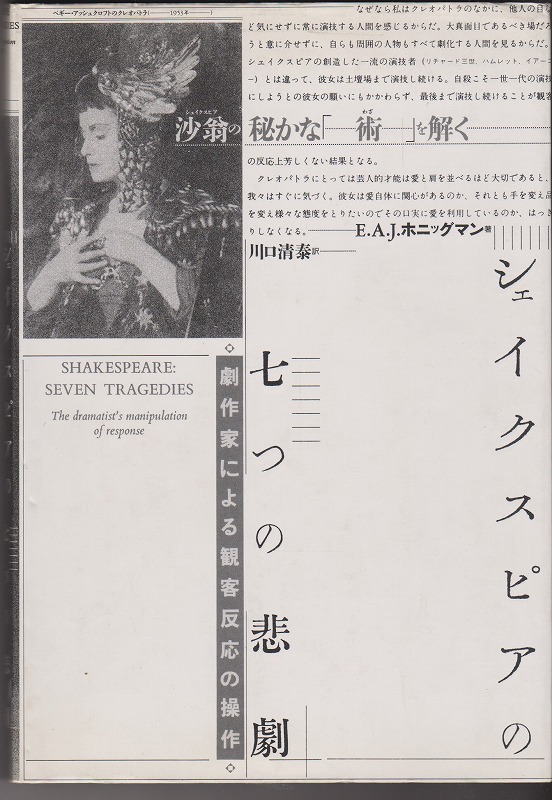 ペギー・アッシュクロフトのクレオパトラ(——1953年——)
なぜなら私はクレオパトラのなかに、他人の目な
ど気にせずに常に演技する人間を感じるからだ。大真面目であるべき場だろ
うと意に介せずに、自らも周囲の人物もすべて劇化する人間を見るからだ。
シェイクスピアの創造した一流の演技者(リチャード三世、ハムレット、イアーゴ
ー)とは違って、彼女は土壇場まで演技し続ける。自殺こそ一世一代の演技
にしようとの彼女の願いにもかかわらず、最後まで演技し続けることが観客
シェイクスピア
わざ
沙翁の秘かな「—術—」を解く
の反応上芳しくない結果となる。
クレオパトラにとっては芸人的才能は愛と肩を並べるほど大切であると、
我々はすぐに気づく。彼女は愛自体に関心があるのか、それとも手を変え品
を変え様々な態度をとりたいのでその口実に愛を利用しているのか、はっき
りしなくなる。——E.A.J.ホニッグマン著
川口清泰訳
シェイクスピアの
七つの悲劇
劇作家による観客反応の操作
SHAKESPEARE:
SEVEN TRAGEDIES
The dramatist's manipulation
of response